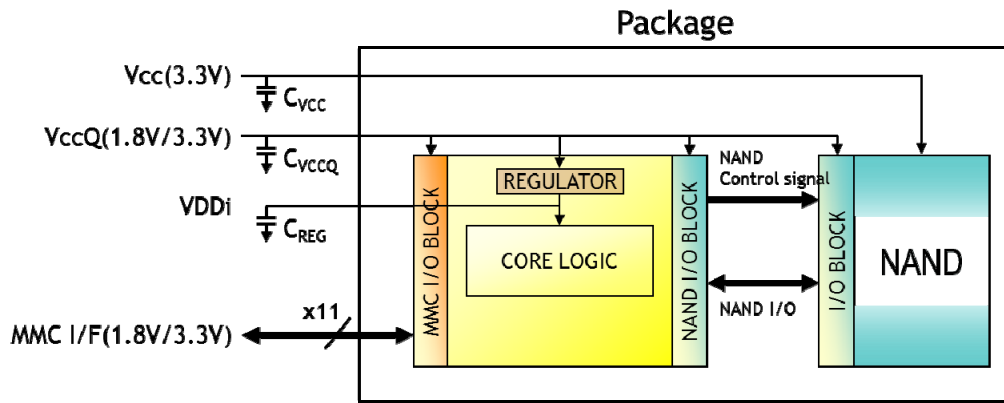 Package
Vcc(3.3V)
CVCC
VccQ(1.8V/3.3V)
CVCCQ
VDDi
CREG
MMC I/F(1.8V/3.3V)
x11
MMC I/O BLOCK
REGULATOR
CORE LOGIC
NAND I/O BLOCK
NAND
Control signal
NAND I/O
I/O BLOCK
NAND